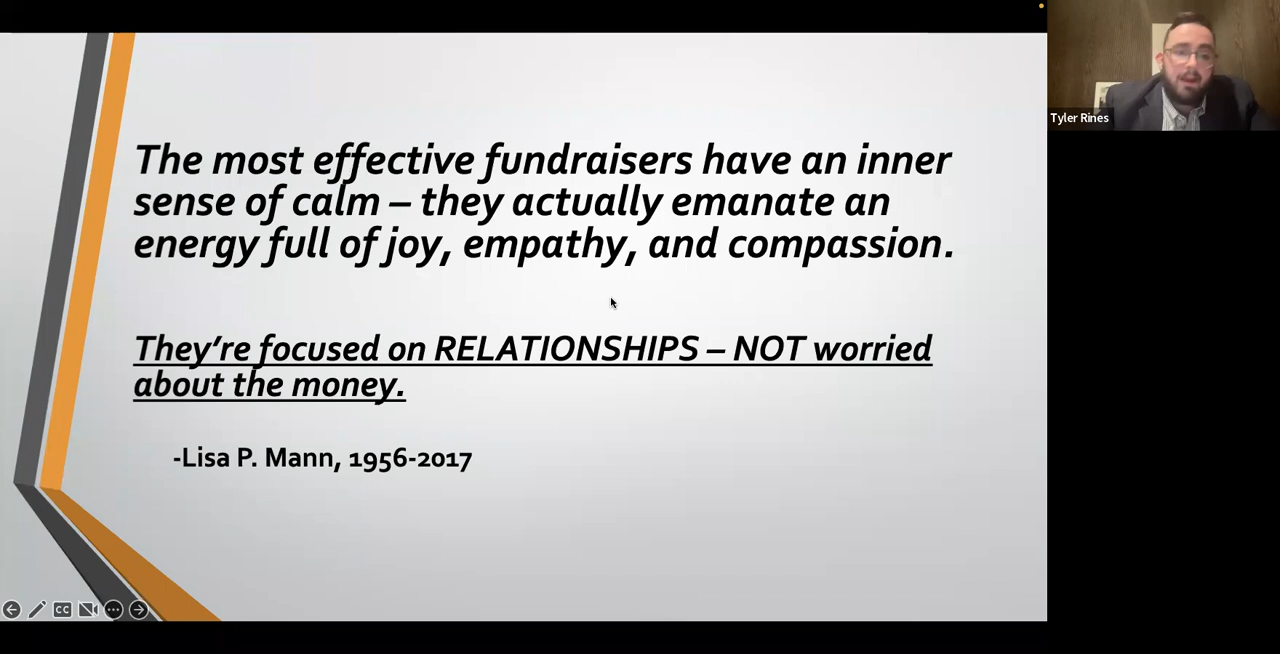 The most effective fundraisers have an inner
sense of calm – they actually emanate an
energy full of joy, empathy, and compassion.
They're focused on RELATIONSHIPS – NOT worried
about the money.
-Lisa P. Mann, 1956-2017
Tyler Rines
CC